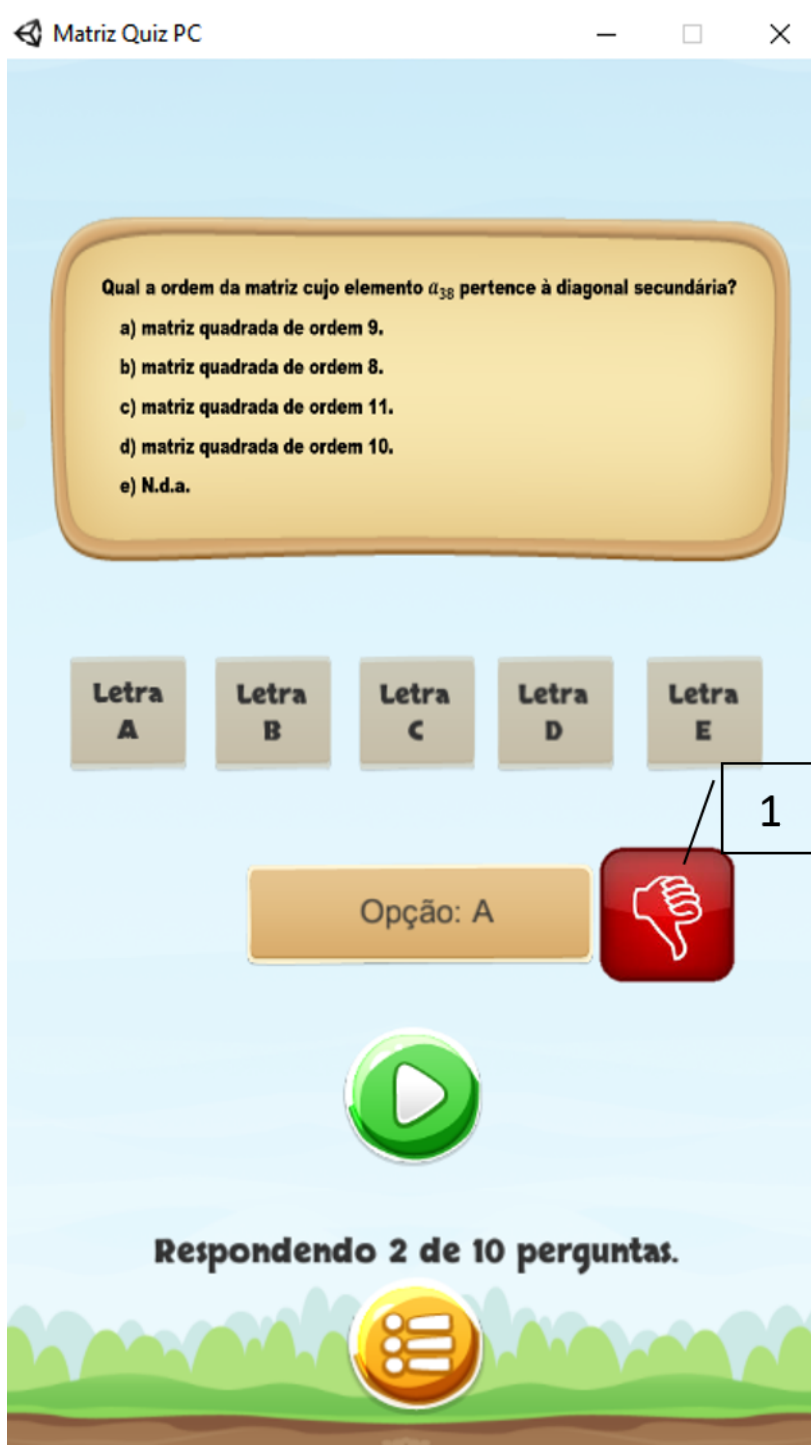 Matriz Quiz PC
Qual a ordem da matriz cujo elemento a₃₈ pertence à diagonal secundária?
a) matriz quadrada de ordem 9.
b) matriz quadrada de ordem 8.
c) matriz quadrada de ordem 11.
d) matriz quadrada de ordem 10.
e) N.d.a.
Letra A
Letra B
Letra C
Letra D
Letra E
1
Opção: A
Respondendo 2 de 10 perguntas.